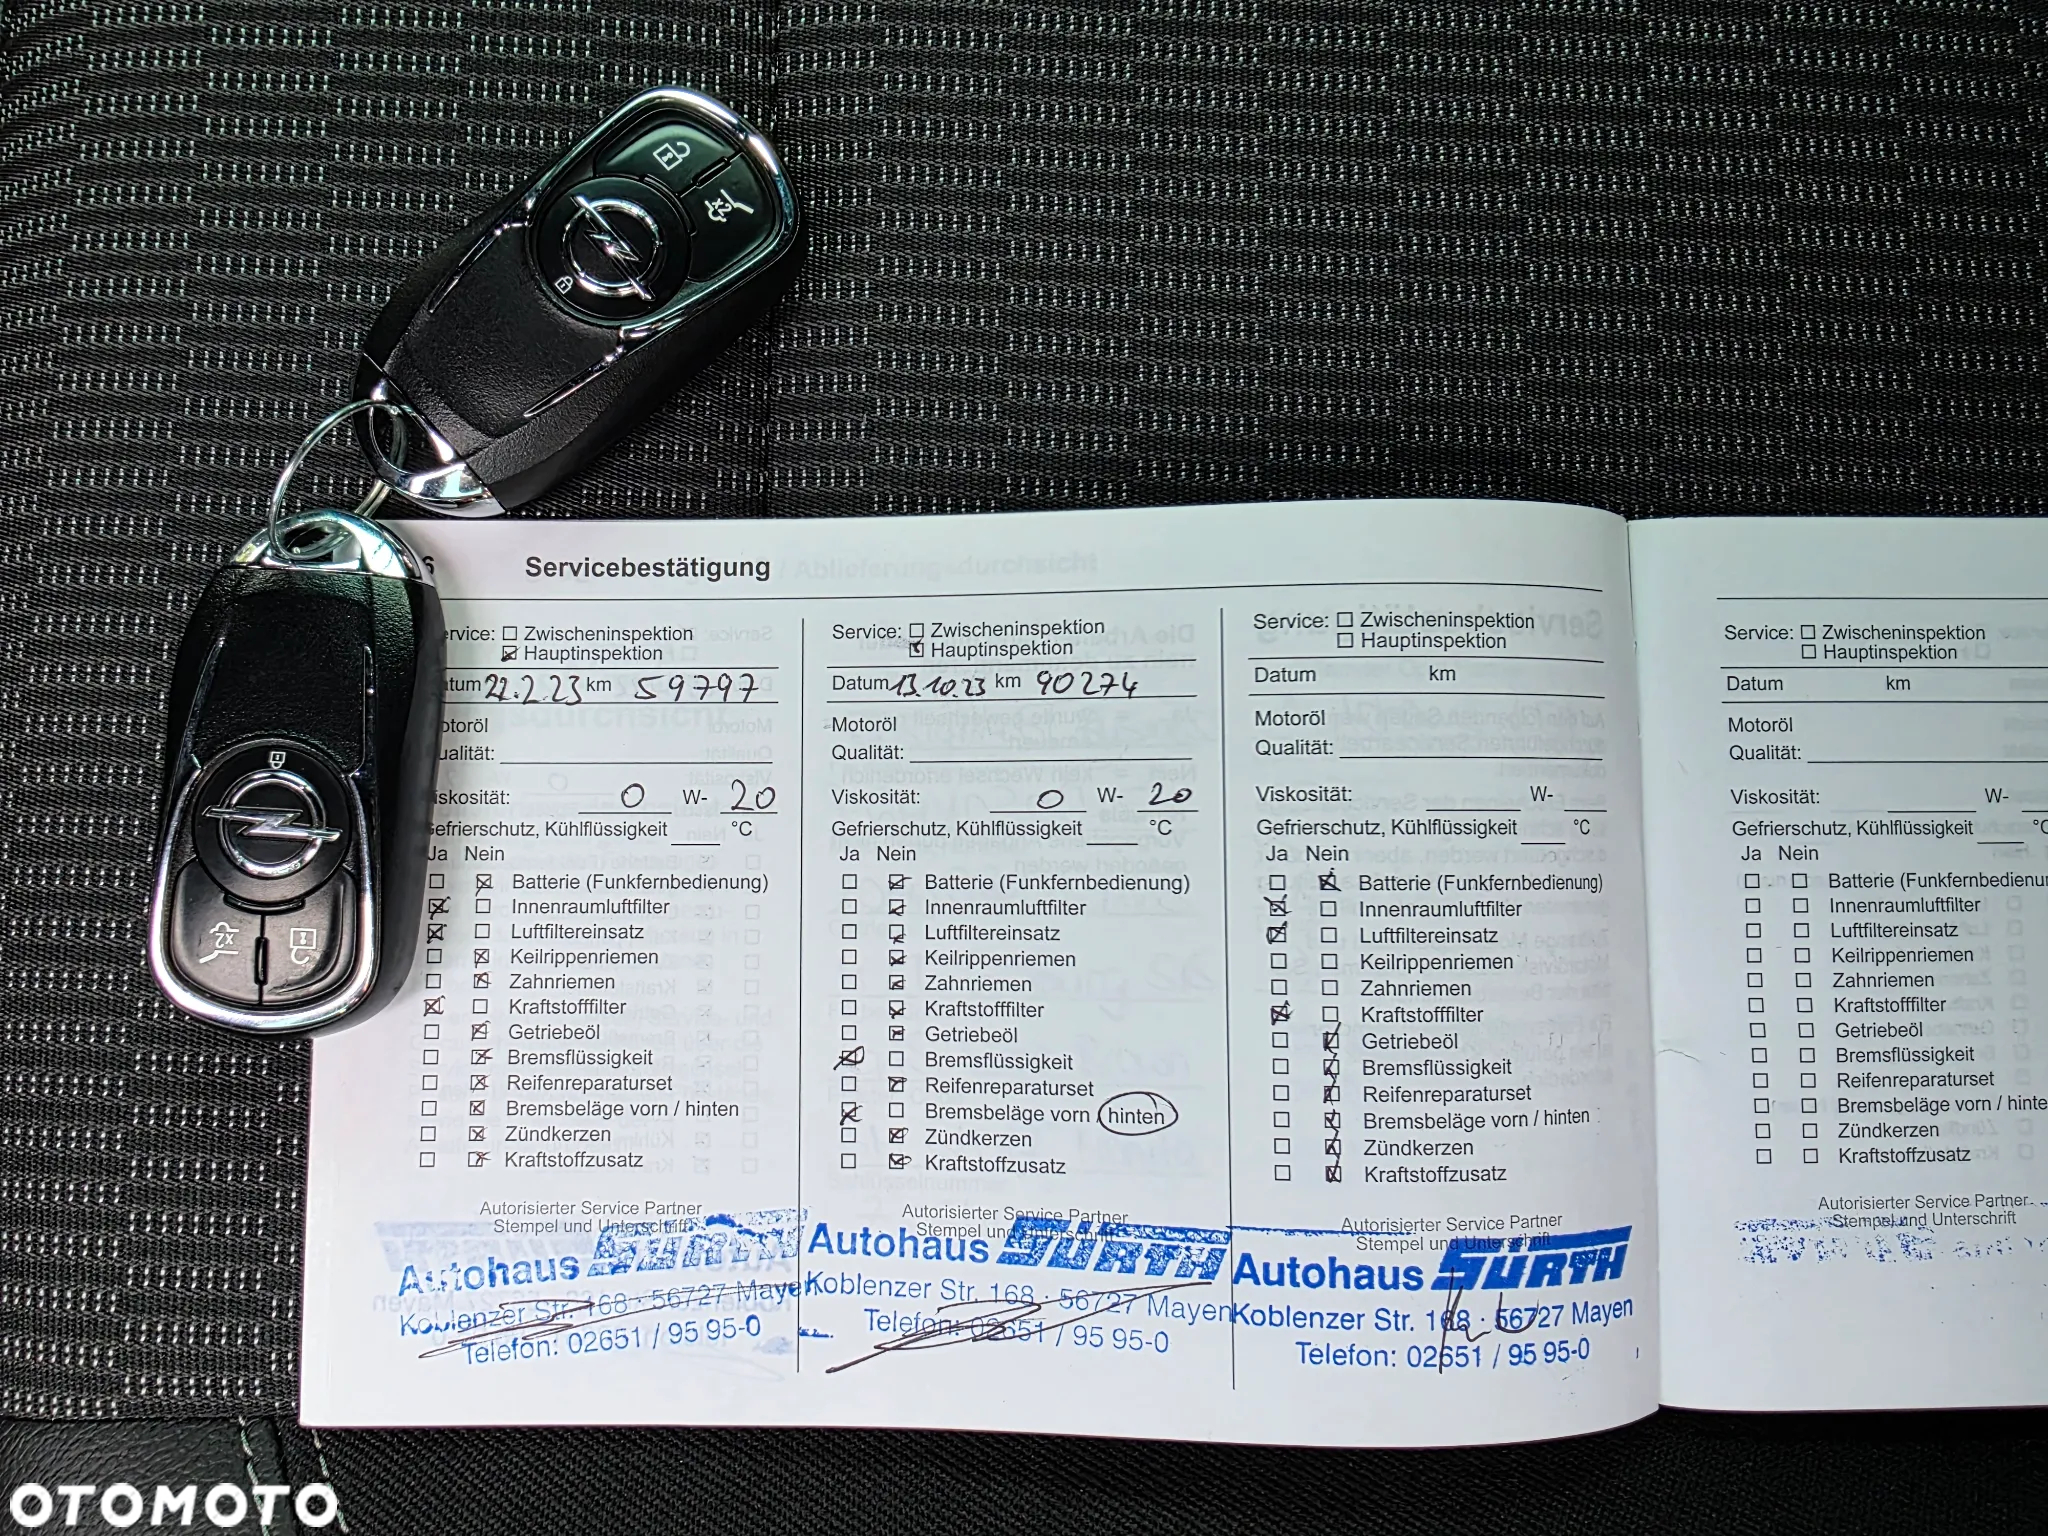 x2
x2
6 Servicebestätigung
ervice: Zwischeninspektion
Hauptinspektion
atum 22.2.23 km 59797
otoröl
ualität:
iskosität: 0 W- 20
Gefrierschutz, Kühlflüssigkeit °C
Ja Nein
Batterie (Funkfernbedienung)
Innenraumluftfilter
Luftfiltereinsatz
Keilrippenriemen
Zahnriemen
Kraftstofffilter
Getriebeöl
Bremsflüssigkeit
Reifenreparaturset
Bremsbeläge vorn / hinten
Zündkerzen
Kraftstoffzusatz
Autorisierter Service Partner
Stempel und Unterschrift
Autohaus SÜRTH
Koblenzer Str. 168 · 56727 Mayen
Telefon: 02651 / 95 95-0
Service: Zwischeninspektion
Hauptinspektion
Datum 13.10.23 km 90274
Motoröl
Qualität:
Viskosität: 0 W- 20
Gefrierschutz, Kühlflüssigkeit °C
Ja Nein
Batterie (Funkfernbedienung)
Innenraumluftfilter
Luftfiltereinsatz
Keilrippenriemen
Zahnriemen
Kraftstofffilter
Getriebeöl
Bremsflüssigkeit
Reifenreparaturset
Bremsbeläge vorn / hinten
Zündkerzen
Kraftstoffzusatz
Autorisierter Service Partner
Stempel und Unterschrift
Autohaus SÜRTH
Koblenzer Str. 168 · 56727 Mayen
Telefon: 02651 / 95 95-0
Service: Zwischeninspektion
Hauptinspektion
Datum km
Motoröl
Qualität:
Viskosität: W-
Gefrierschutz, Kühlflüssigkeit °C
Ja Nein
Batterie (Funkfernbedienung)
Innenraumluftfilter
Luftfiltereinsatz
Keilrippenriemen
Zahnriemen
Kraftstofffilter
Getriebeöl
Bremsflüssigkeit
Reifenreparaturset
Bremsbeläge vorn / hinten
Zündkerzen
Kraftstoffzusatz
Autorisierter Service Partner
Stempel und Unterschrift
Autohaus SÜRTH
Koblenzer Str. 168 · 56727 Mayen
Telefon: 02651 / 95 95-0
Service: Zwischeninspektion
Hauptinspektion
Datum km
Motoröl
Qualität:
Viskosität: W-
Gefrierschutz, Kühlflüssigkeit °C
Ja Nein
Batterie (Funkfernbedienu
Innenraumluftfilter
Luftfiltereinsatz
Keilrippenriemen
Zahnriemen
Kraftstofffilter
Getriebeöl
Bremsflüssigkeit
Reifenreparaturset
Bremsbeläge vorn / hinte
Zündkerzen
Kraftstoffzusatz
Autorisierter Service Partner
Stempel und Unterschrift
OTOMOTO